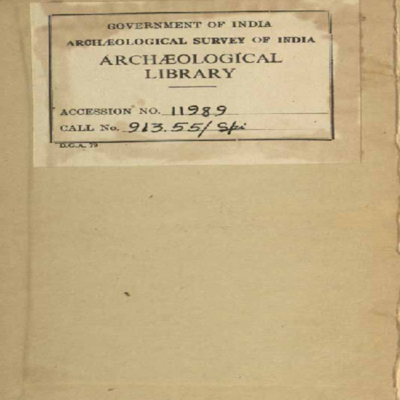 GOVERNMENT OF INDIA
ARCHÆOLOGICAL SURVEY OF INDIA
ARCHÆOLOGICAL
LIBRARY
ACCESSION NO. 11989
CALL No. 913.55/Spi
D.G.A. 79